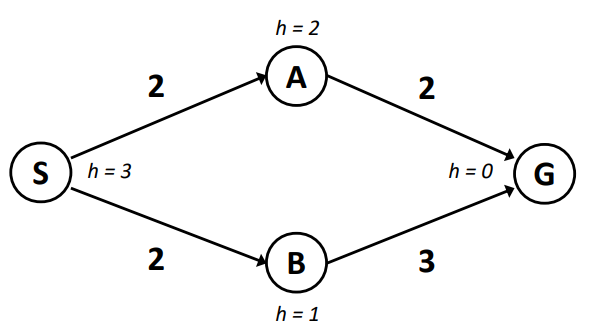 h = 2
A
2
2
S
h = 3
h = 0
G
2
B
3
h = 1